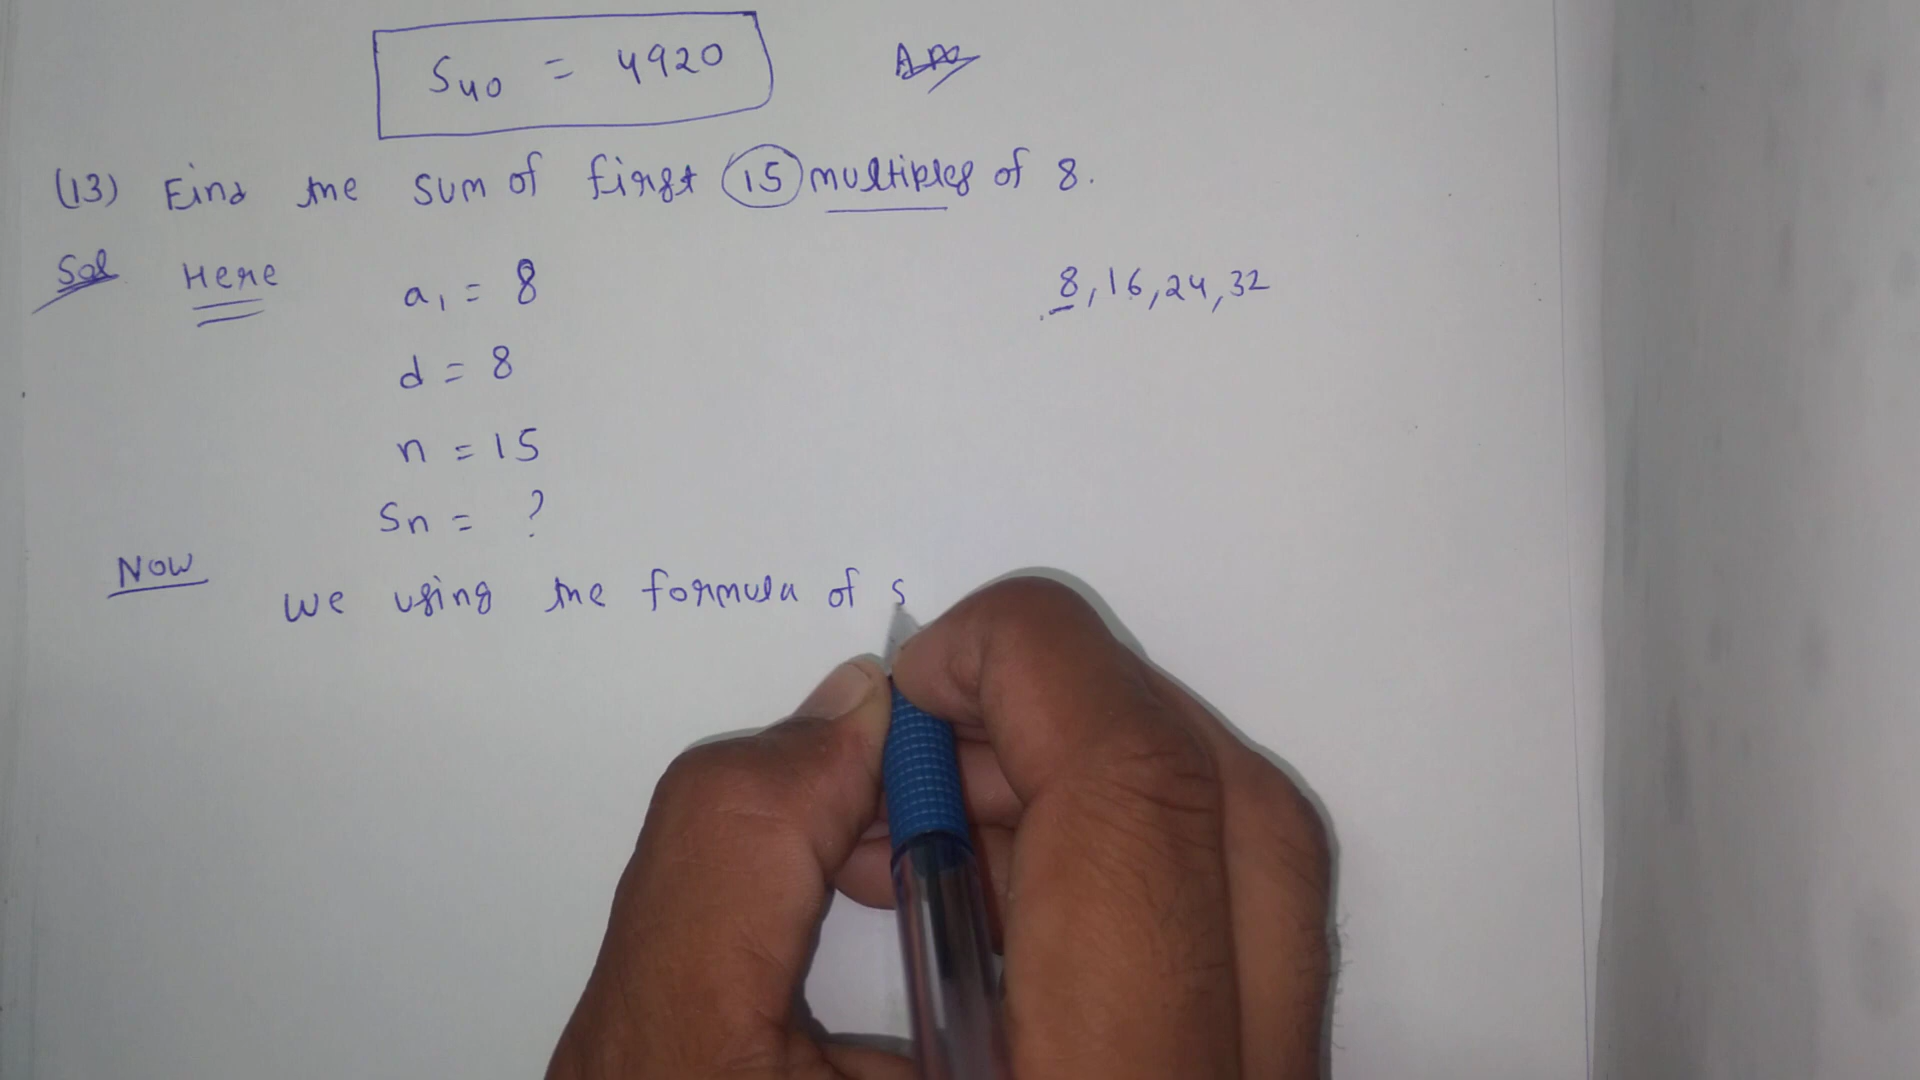 S40 = 4920 Ans
(13) Find the sum of first 15 multiples of 8.
Sol Here a1 = 8 8, 16, 24, 32
d = 8
n = 15
Sn = ?
Now
we using the formula of s